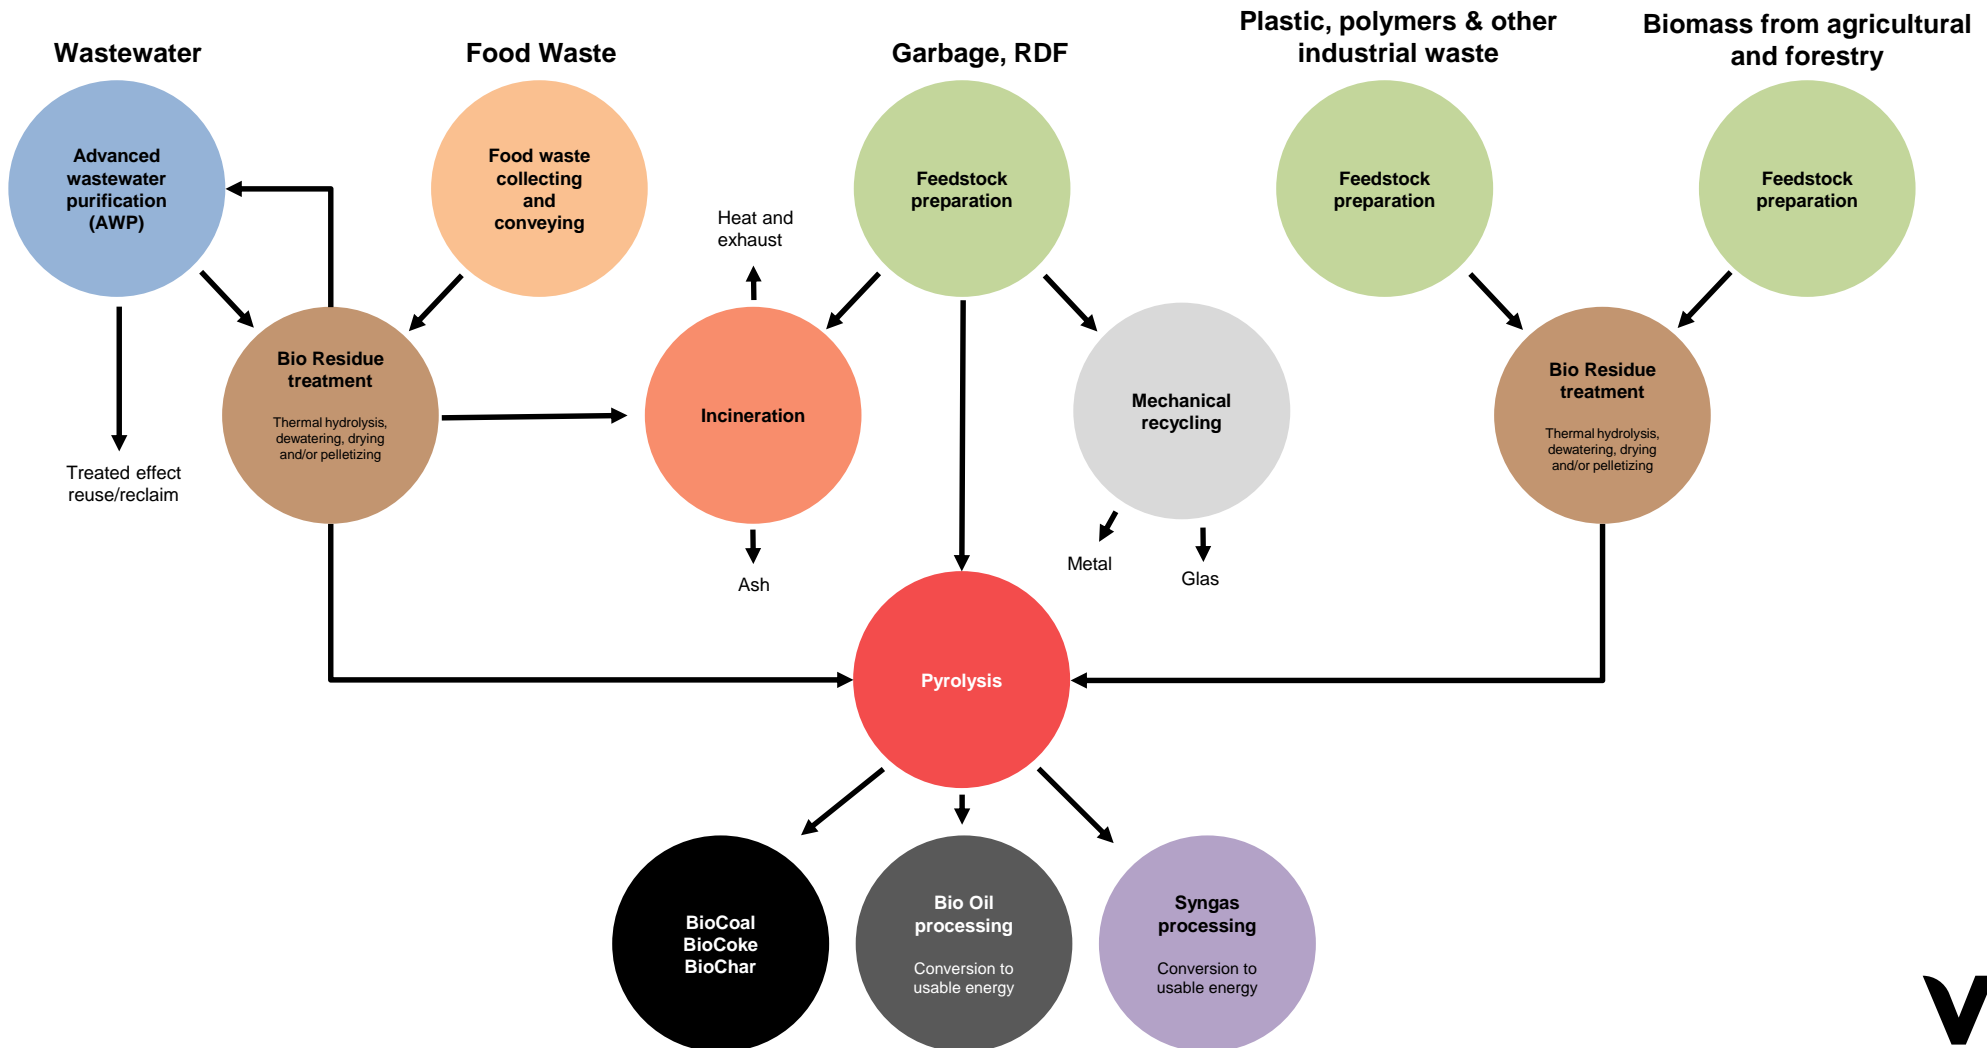 Wastewater
Food Waste
Garbage, RDF
Plastic, polymers & other
industrial waste
Biomass from agricultural
and forestry
Advanced
wastewater
purification
(AWP)
Food waste
collecting
and
conveying
Feedstock
preparation
Feedstock
preparation
Feedstock
preparation
Heat and
exhaust
Bio Residue
treatment
Thermal hydrolysis,
dewatering, drying
and/or pelletizing
Incineration
Mechanical
recycling
Bio Residue
treatment
Thermal hydrolysis,
dewatering, drying
and/or pelletizing
Treated effect
reuse/reclaim
Ash
Metal
Glas
Pyrolysis
BioCoal
BioCoke
BioChar
Bio Oil
processing
Conversion to
usable energy
Syngas
processing
Conversion to
usable energy